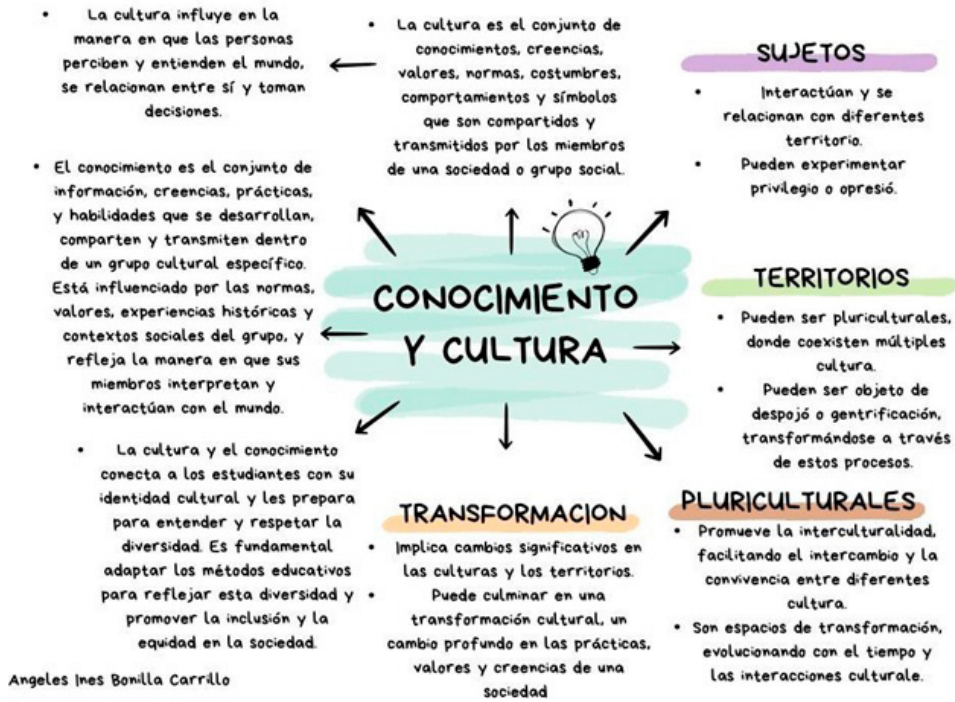 • La cultura influye en la
manera en que las personas
perciben y entienden el mundo,
se relacionan entre sí y toman
decisiones.
• La cultura es el conjunto de
conocimientos, creencias,
valores, normas, costumbres,
comportamientos y símbolos
que son compartidos y
transmitidos por los miembros
de una sociedad o grupo social.
SUJETOS
• Interactúan y se
relacionan con diferentes
territorio.
• Pueden experimentar
privilegio o opresió.
• El conocimiento es el conjunto de
información, creencias, prácticas,
y habilidades que se desarrollan,
comparten y transmiten dentro
de un grupo cultural específico.
Está influenciado por las normas,
valores, experiencias históricas y
contextos sociales del grupo, y
refleja la manera en que sus
miembros interpretan y
interactúan con el mundo.
CONOCIMIENTO
Y CULTURA
TERRITORIOS
• Pueden ser pluriculturales,
donde coexisten múltiples
cultura.
• Pueden ser objeto de
despojó o gentrificación,
transformándose a través
de estos procesos.
• La cultura y el conocimiento
conecta a los estudiantes con su
identidad cultural y les prepara
para entender y respetar la
diversidad. Es fundamental
adaptar los métodos educativos
para reflejar esta diversidad y
promover la inclusión y la
equidad en la sociedad.
TRANSFORMACION
• Implica cambios significativos en
las culturas y los territorios.
• Puede culminar en una
transformación cultural, un
cambio profundo en las prácticas,
valores y creencias de una
sociedad
PLURICULTURALES
• Promueve la interculturalidad,
facilitando el intercambio y la
convivencia entre diferentes
cultura.
• Son espacios de transformación,
evolucionando con el tiempo y
las interacciones culturale.
Angeles Ines Bonilla Carrillo